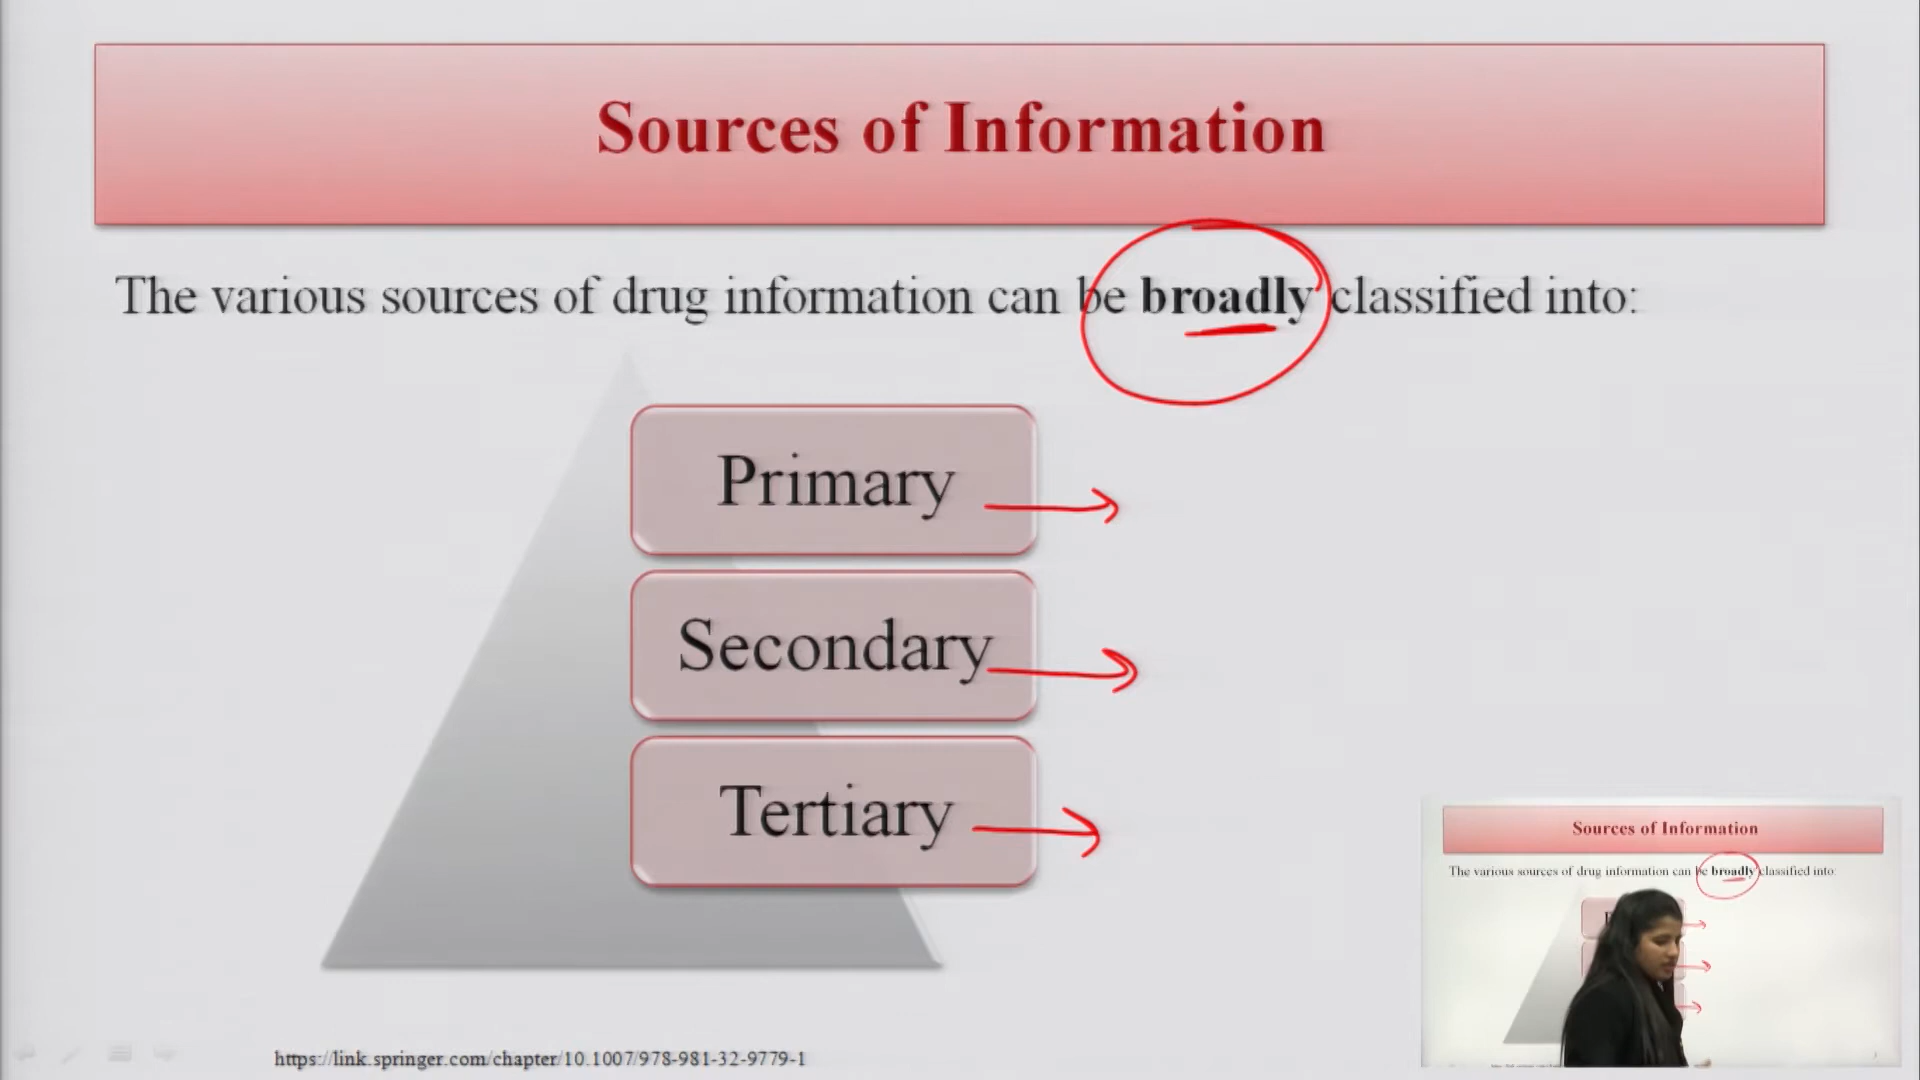 Sources of Information
The various sources of drug information can be broadly classified into:
Primary
Secondary
Tertiary
https://link.springer.com/chapter/10.1007/978-981-32-9779-1
Sources of Information
The various sources of drug information can be broadly classified into: